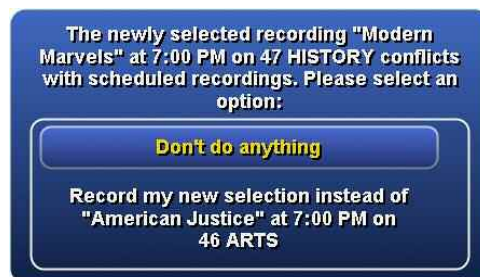 The newly selected recording "Modern
Marvels" at 7:00 PM on 47 HISTORY conflicts
with scheduled recordings. Please select an
option:
Don't do anything
Record my new selection instead of
"American Justice" at 7:00 PM on
46 ARTS